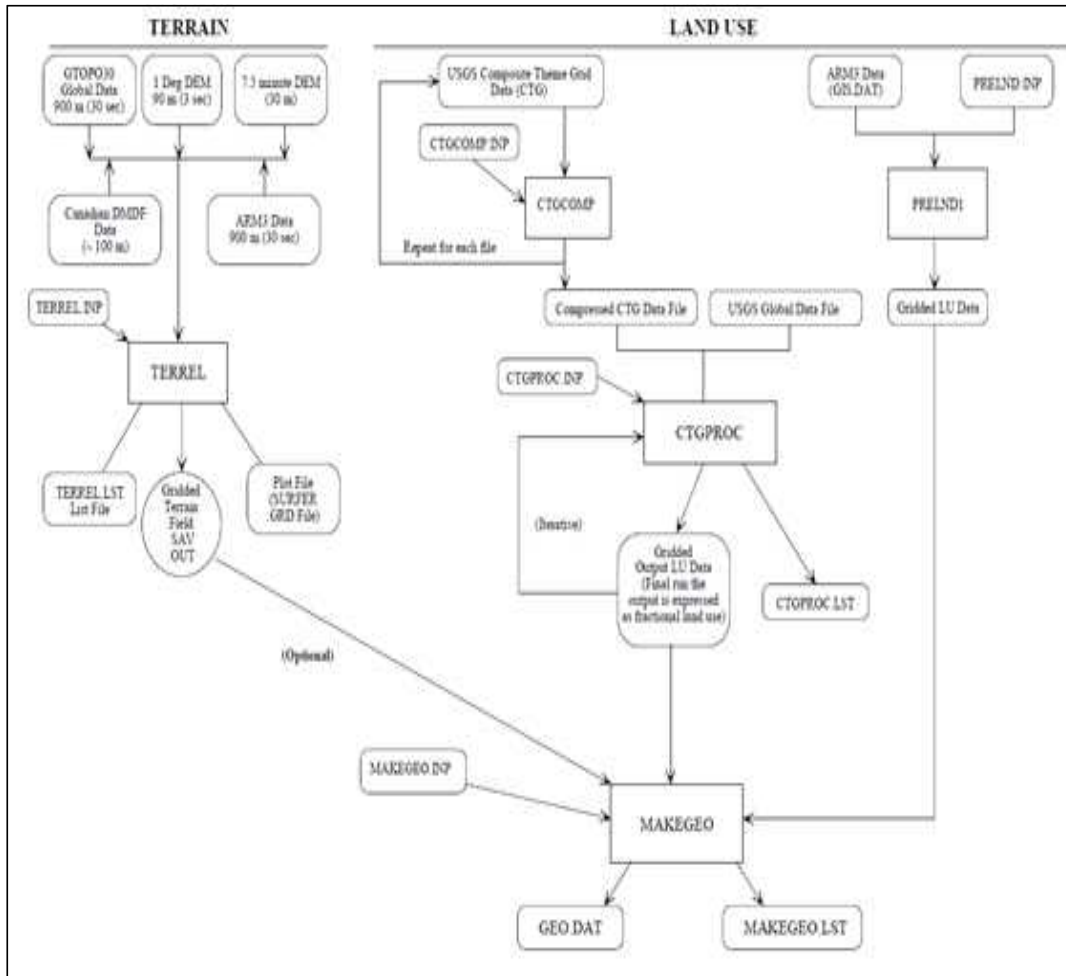 TERRAIN
LAND USE
GTOPO30
Global Data
900 m (30 sec)
1 Deg DEM
90 m (3 sec)
7.5 minute DEM
(30 m)
USGS Composite Theme Grid
Data (CTG)
ARM3 Data
(GIS.DAT)
PRELND.INP
CTGCOMP.INP
CTGCOMP
PRELND1
Canadian DMDF
Data
(~ 100 m)
ARM3 Data
900 m (30 sec)
Repeat for each file
TERREL.INP
Compressed CTG Data File
USGS Global Data File
Gridded LU Data
TERREL
CTGPROC.INP
CTGPROC
TERREL.LST
List File
Gridded
Terrain
Field
SAV
OUT
Plot File
(SURFER
.GRD File)
(Iterative)
Gridded
Output LU Data
(Final run the
output is expressed
as fractional land use)
CTGPROC.LST
(Optional)
MAKEGEO.INP
MAKEGEO
GEO.DAT
MAKEGEO.LST